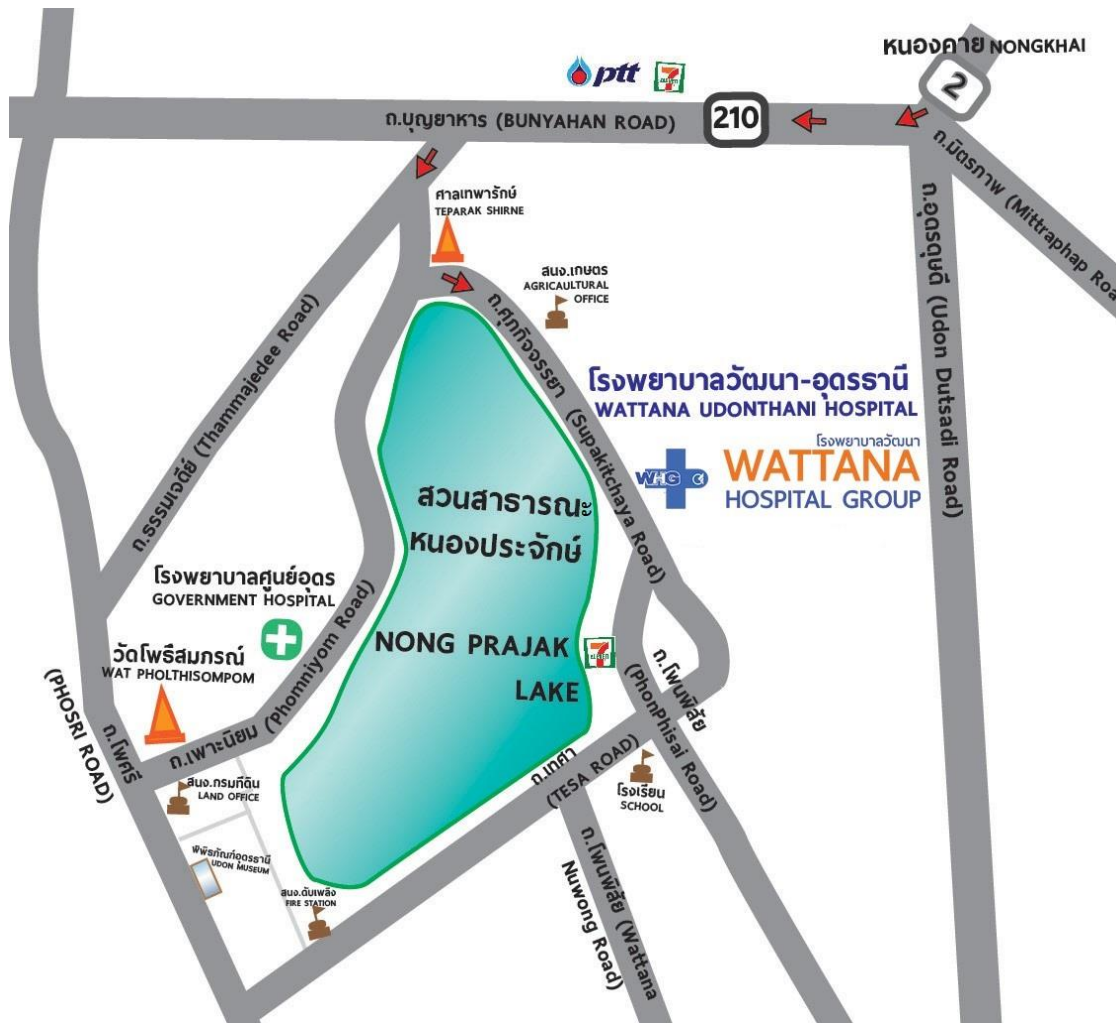 หนองคาย NONGKHAI
2
ptt
7
ELEVEN
210
ถ.บุญยาหาร (BUNYAHAN ROAD)
ถ.มิตรภาพ (Mittraphap Roa
ศาลเทพารักษ์
TEPARAK SHIRNE
สนง.เกษตร
AGRICAULTURAL
OFFICE
ถ.ศุภกิจจรรยา (Supakitchaya Road)
ถ.อุดรดุษดี (Udon Dutsadi Road)
ถ.ธรรมเจดีย์ (Thammajedee Road)
โรงพยาบาลวัฒนา-อุดรธานี
WATTANA UDONTHANI HOSPITAL
โรงพยาบาลวัฒนา
WHG
WATTANA
HOSPITAL GROUP
สวนสาธารณะ
หนองประจักษ์
NONG PRAJAK
LAKE
7
ELEVEN
โรงพยาบาลศูนย์อุดร
GOVERNMENT HOSPITAL
วัดโพธิ์สมภรณ์
WAT PHOLTHISOMPOM
ถ.เพาะนิยม (Phomniyom Road)
ถ.โพศรี
(PHOSRI ROAD)
สนง.กรมที่ดิน
LAND OFFICE
พิพิธภัณฑ์อุดรธานี
UDON MUSEUM
สนง.ดับเพลิง
FIRE STATION
ถ.เทศา
(TESA ROAD)
โรงเรียน
SCHOOL
ถ.โพนพิสัย
(PhonPhisai Road)
ถ.โพนพิสัย (Wattana
Nuwong Road)